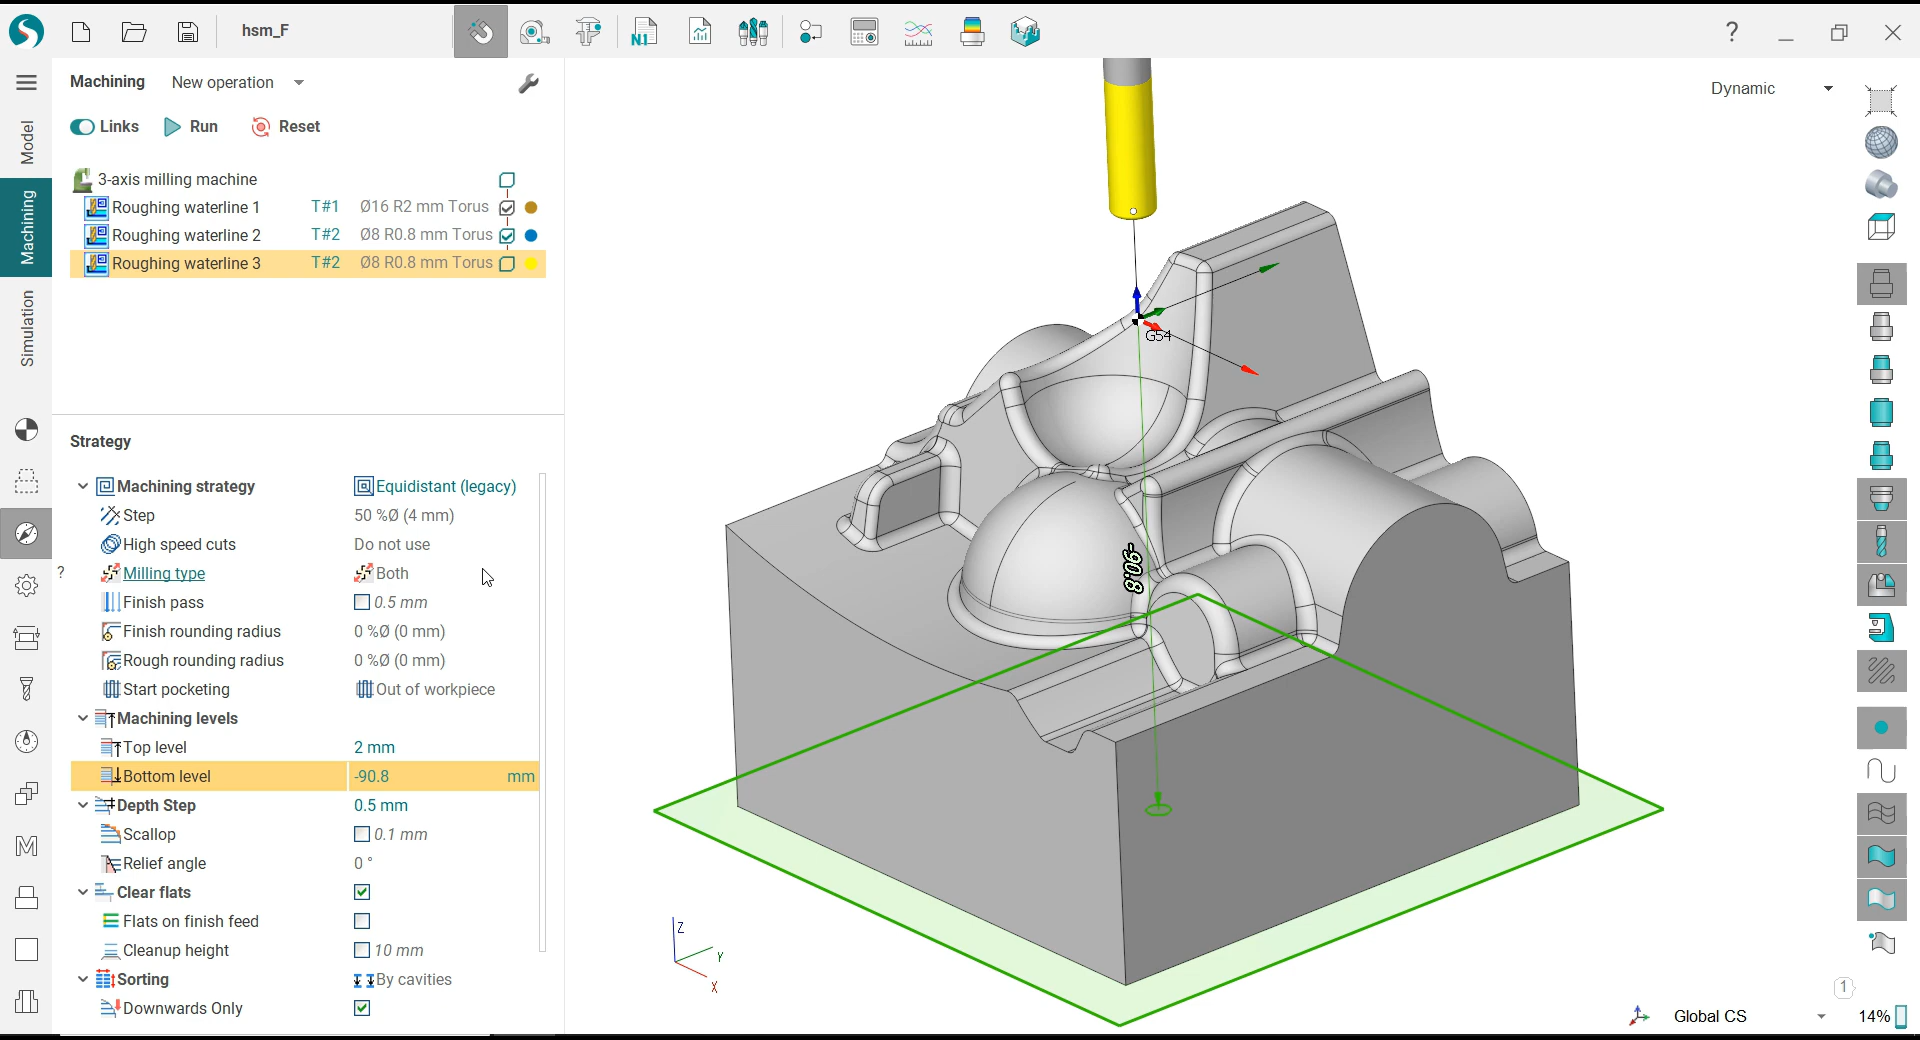 hsm_F
N1
?
Machining
New operation
Links
Run
Reset
Model
Machining
Simulation
3-axis milling machine
Roughing waterline 1 T#1 Ø16 R2 mm Torus
Roughing waterline 2 T#2 Ø8 R0.8 mm Torus
Roughing waterline 3 T#2 Ø8 R0.8 mm Torus
Strategy
Machining strategy Equidistant (legacy)
Step 50 %Ø (4 mm)
High speed cuts Do not use
? Milling type Both
Finish pass 0.5 mm
Finish rounding radius 0 %Ø (0 mm)
Rough rounding radius 0 %Ø (0 mm)
Start pocketing Out of workpiece
Machining levels
Top level 2 mm
Bottom level -90.8 mm
Depth Step 0.5 mm
Scallop 0.1 mm
Relief angle 0 °
Clear flats
Flats on finish feed
Cleanup height 10 mm
Sorting By cavities
Downwards Only
Dynamic
G54
-90.8
Z
Y
X
1
Global CS
14%